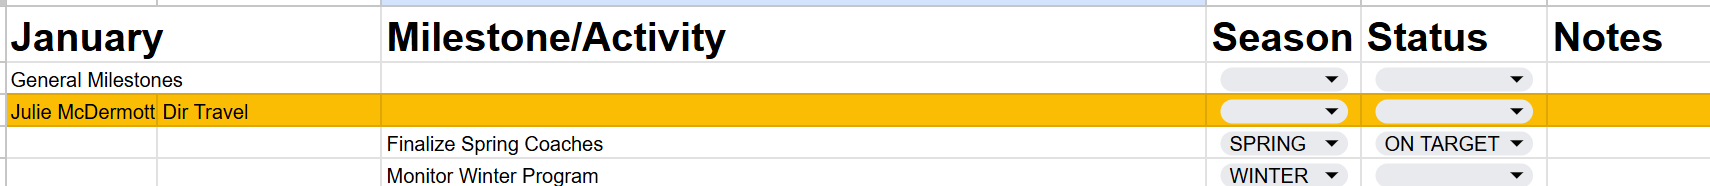 January Milestone/Activity Season Status Notes
General Milestones
Julie McDermott Dir Travel
Finalize Spring Coaches SPRING ON TARGET
Monitor Winter Program WINTER